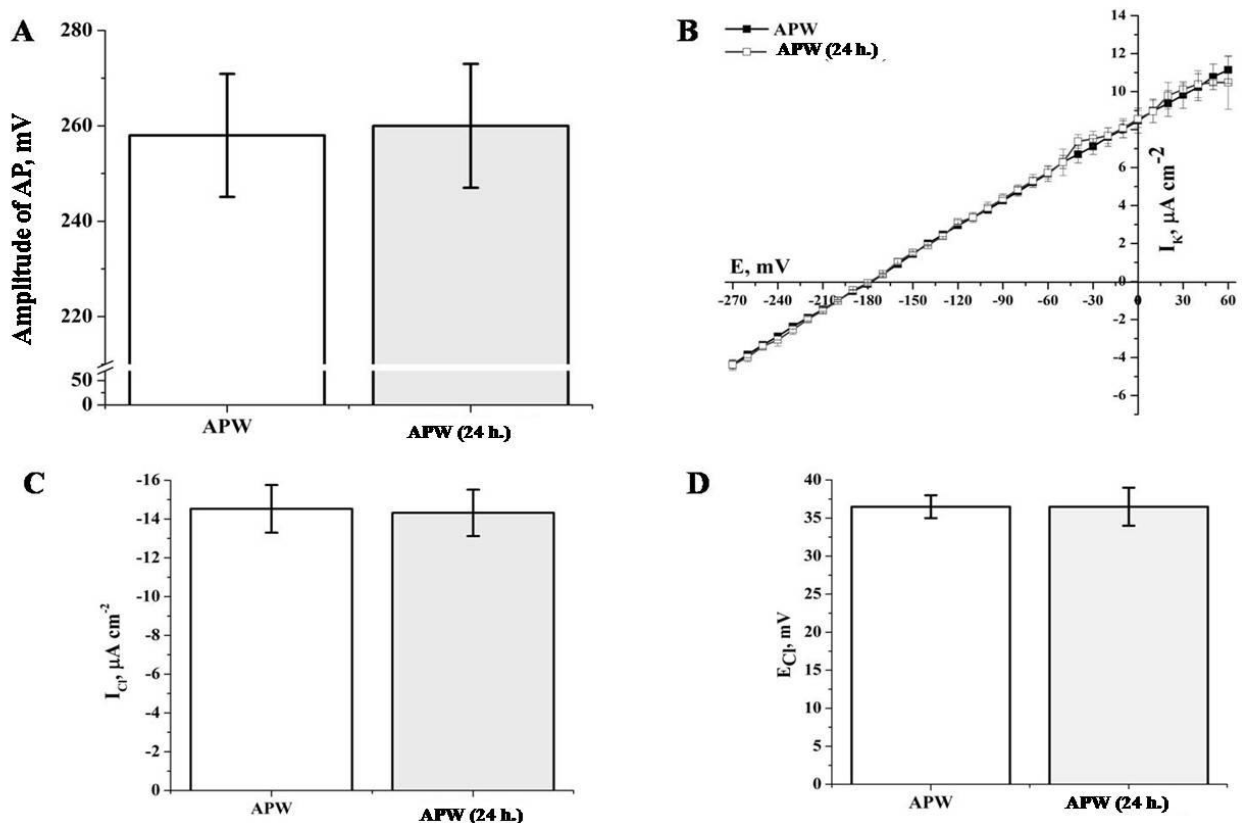 A
280
260
240
220
50
0
Amplitude of AP, mV
APW
APW (24 h.)
B
APW
APW (24 h.)
14
12
10
8
6
4
2
0
-2
-4
-6
I_K, µA cm⁻²
E, mV
-270 -240 -210 -180 -150 -120 -90 -60 -30 0 30 60
C
-16
-14
-12
-10
-8
-6
-4
-2
0
I_Cl, µA cm⁻²
APW
APW (24 h.)
D
40
35
30
25
20
15
10
5
0
E_Cl, mV
APW
APW (24 h.)